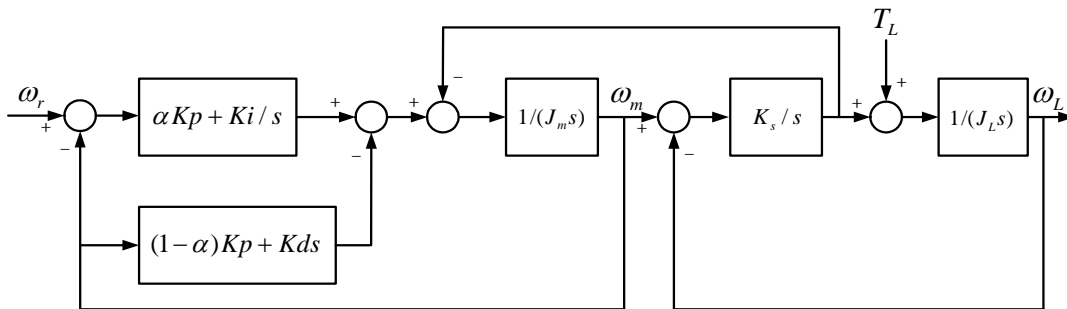 T_L
−
+
ω_r
+
−
αKp + Ki / s
+
−
+
1/(J_m s)
ω_m
+
−
K_s / s
+
1/(J_L s)
ω_L
(1−α)Kp + Kds